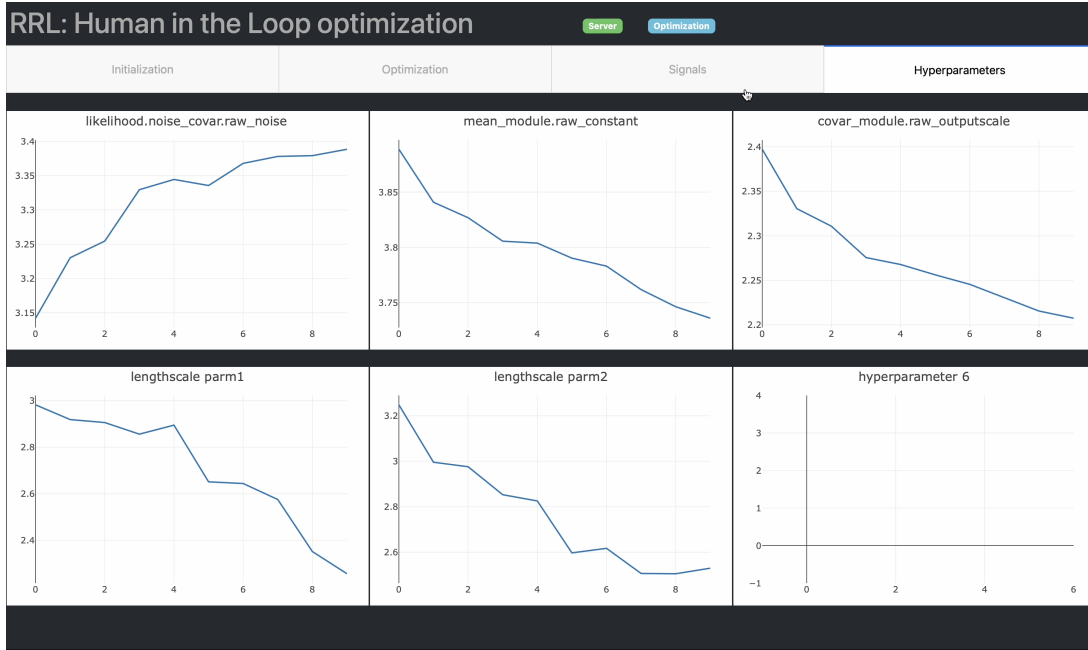 RRL: Human in the Loop optimization
Server
Optimization
Initialization
Optimization
Signals
Hyperparameters
likelihood.noise_covar.raw_noise
3.4
3.35
3.3
3.25
3.2
3.15
0 2 4 6 8
mean_module.raw_constant
3.85
3.8
3.75
0 2 4 6 8
covar_module.raw_outputscale
2.4
2.35
2.3
2.25
2.2
0 2 4 6 8
lengthscale parm1
3
2.8
2.6
2.4
0 2 4 6 8
lengthscale parm2
3.2
3
2.8
2.6
0 2 4 6 8
hyperparameter 6
4
3
2
1
0
−1
0 2 4 6